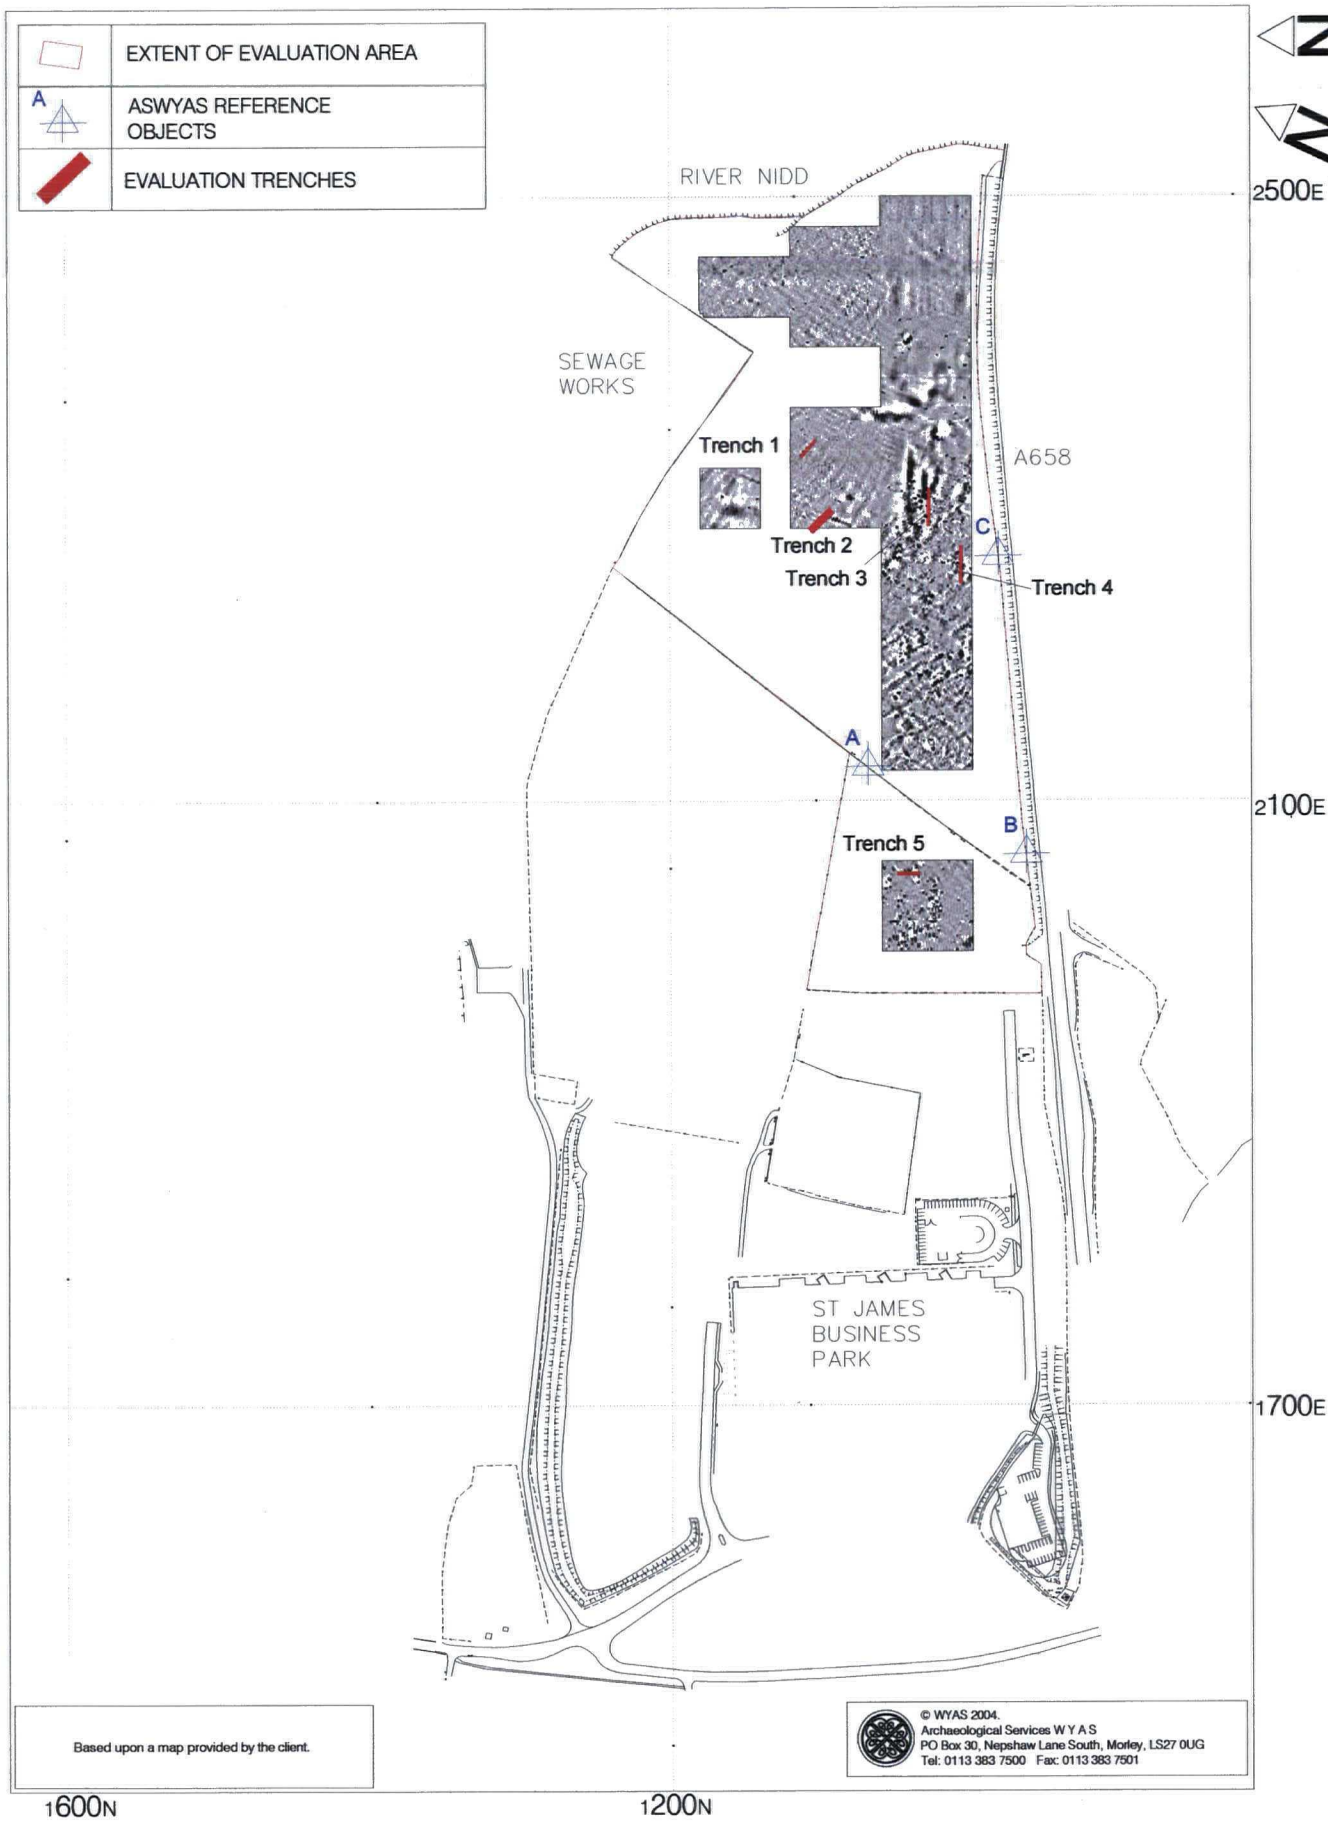 EXTENT OF EVALUATION AREA
A
ASWYAS REFERENCE
OBJECTS
EVALUATION TRENCHES
N
N
RIVER NIDD
2500E
SEWAGE
WORKS
Trench 1
A658
C
Trench 2
Trench 3
Trench 4
A
2100E
B
Trench 5
ST JAMES
BUSINESS
PARK
1700E
Based upon a map provided by the client.
© WYAS 2004.
Archaeological Services W Y A S
PO Box 30, Nepshaw Lane South, Morley, LS27 0UG
Tel: 0113 383 7500 Fax: 0113 383 7501
1600N
1200N